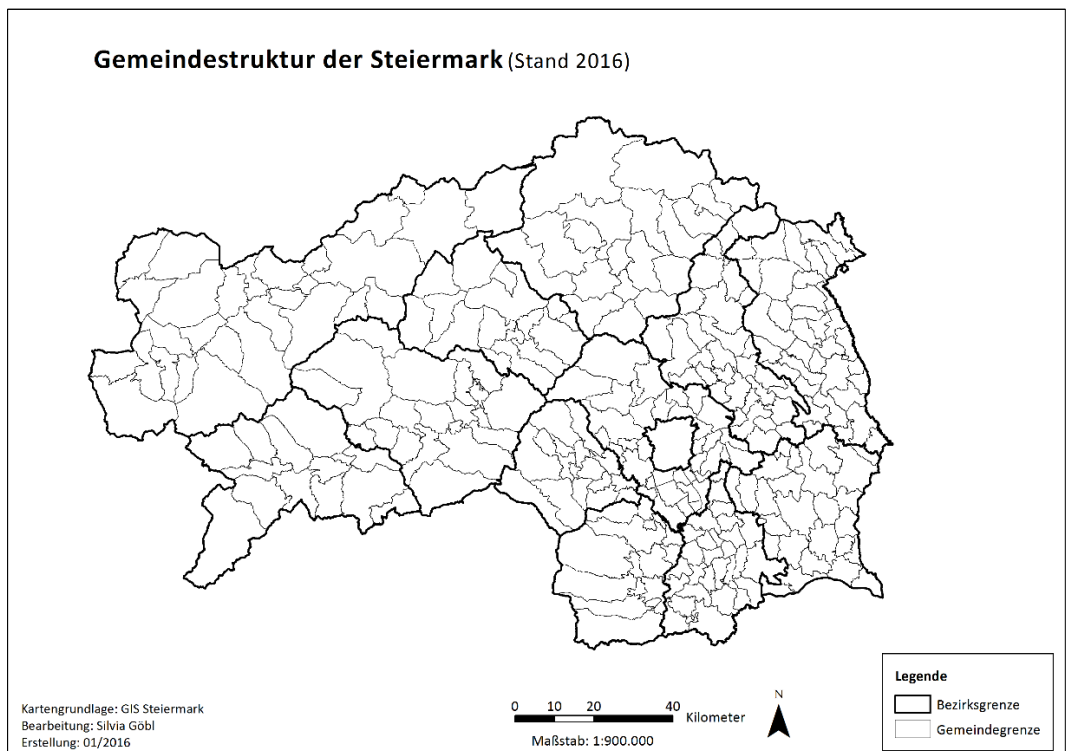 Gemeindestruktur der Steiermark (Stand 2016)
Legende
Bezirksgrenze
Gemeindegrenze
Kartengrundlage: GIS Steiermark
Bearbeitung: Silvia Göbl
Erstellung: 01/2016
0 10 20 40
Kilometer
Maßstab: 1:900.000
N